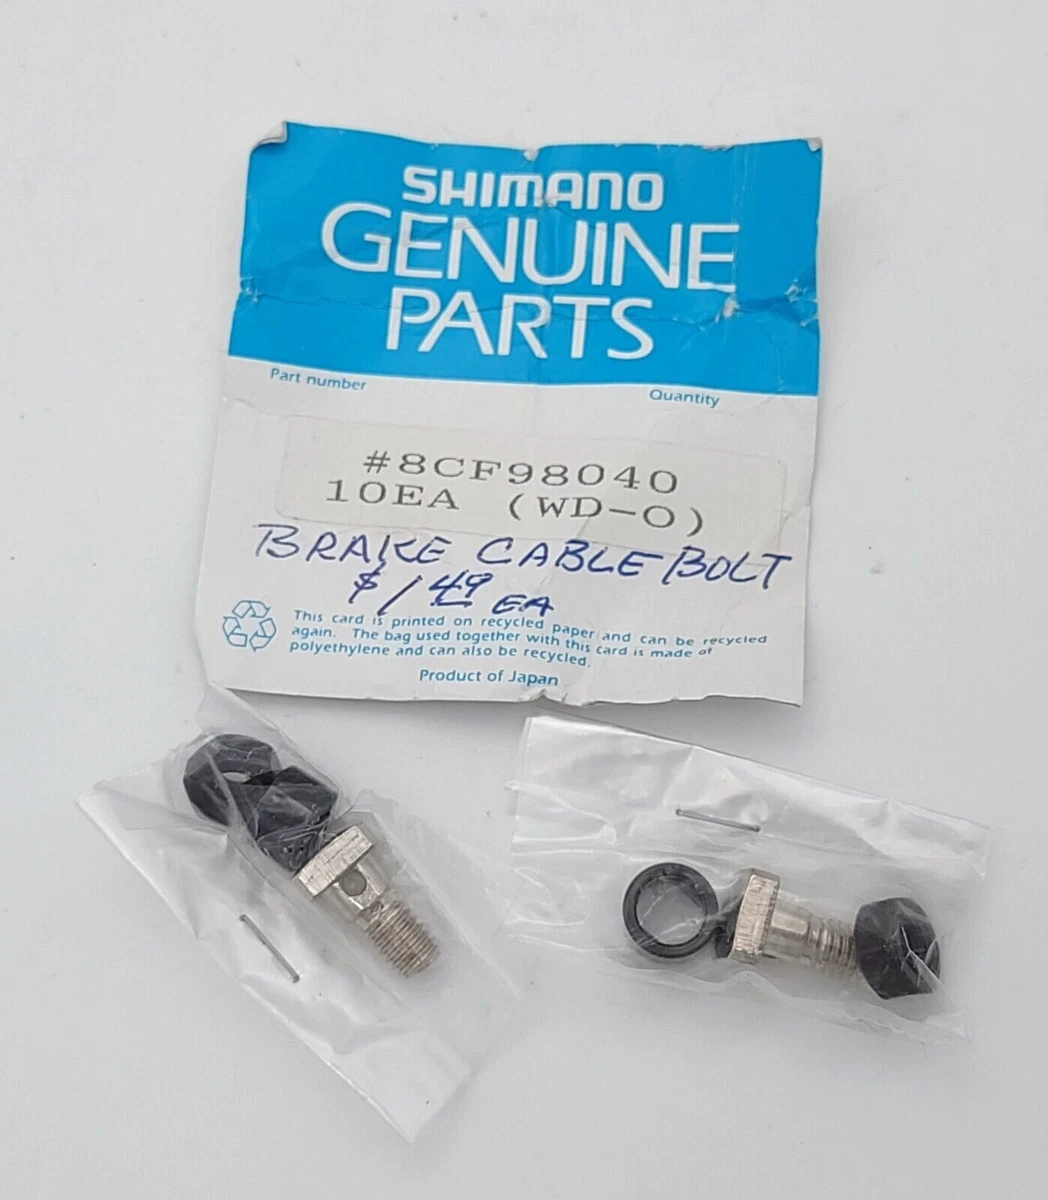 SHIMANO
GENUINE
PARTS
Part number Quantity
#8CF98040
10EA (WD-O)
BRAKE CABLE BOLT
$1.49 EA
This card is printed on recycled paper and can be recycled
again. The bag used together with this card is made of
polyethylene and can also be recycled.
Product of Japan